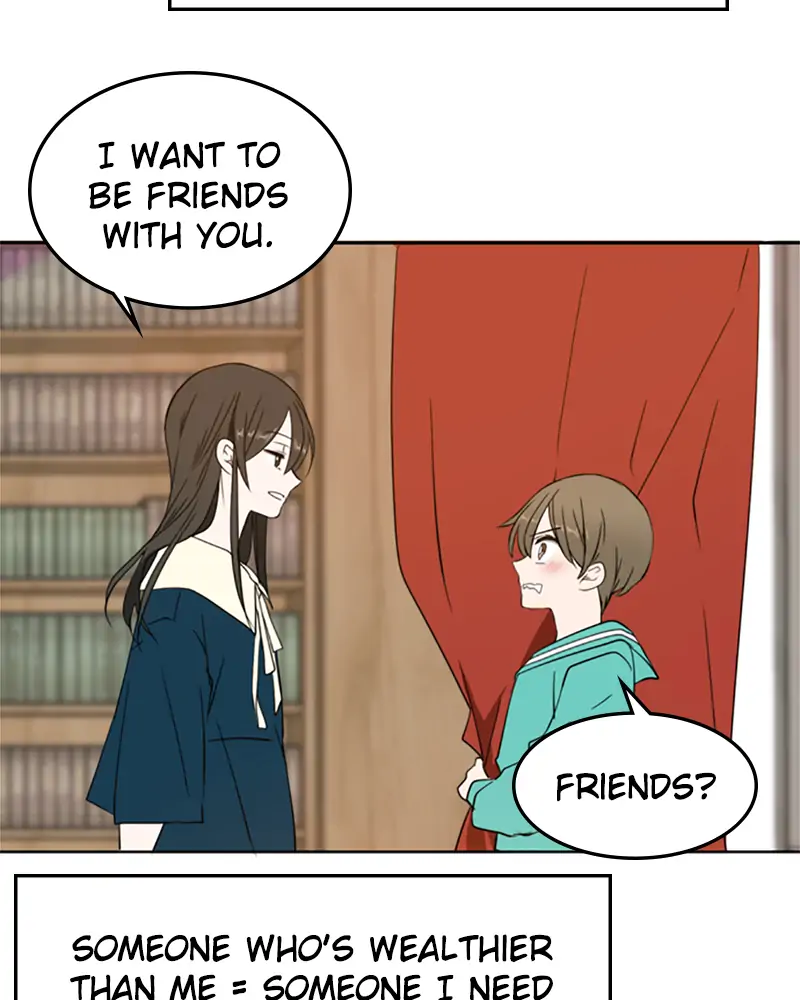 I WANT TO
BE FRIENDS
WITH YOU.
FRIENDS?
SOMEONE WHO'S WEALTHIER
THAN ME = SOMEONE I NEED